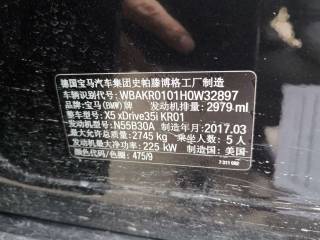 德国宝马汽车集团史帕滕博格工厂制造
车辆识别代号: WBAKR0101H0W32897
品牌: 宝马(BMW)牌 发动机排量: 2979 ml
整车型号: X5 xDrive35i KR01
发动机型号: N55B30A 制造年月: 2017.03
最大允许总质量: 2745 kg 乘坐人数: 5 人
发动机最大净功率: 225 kW 制造国: 美国
颜色/色卡: 475/9